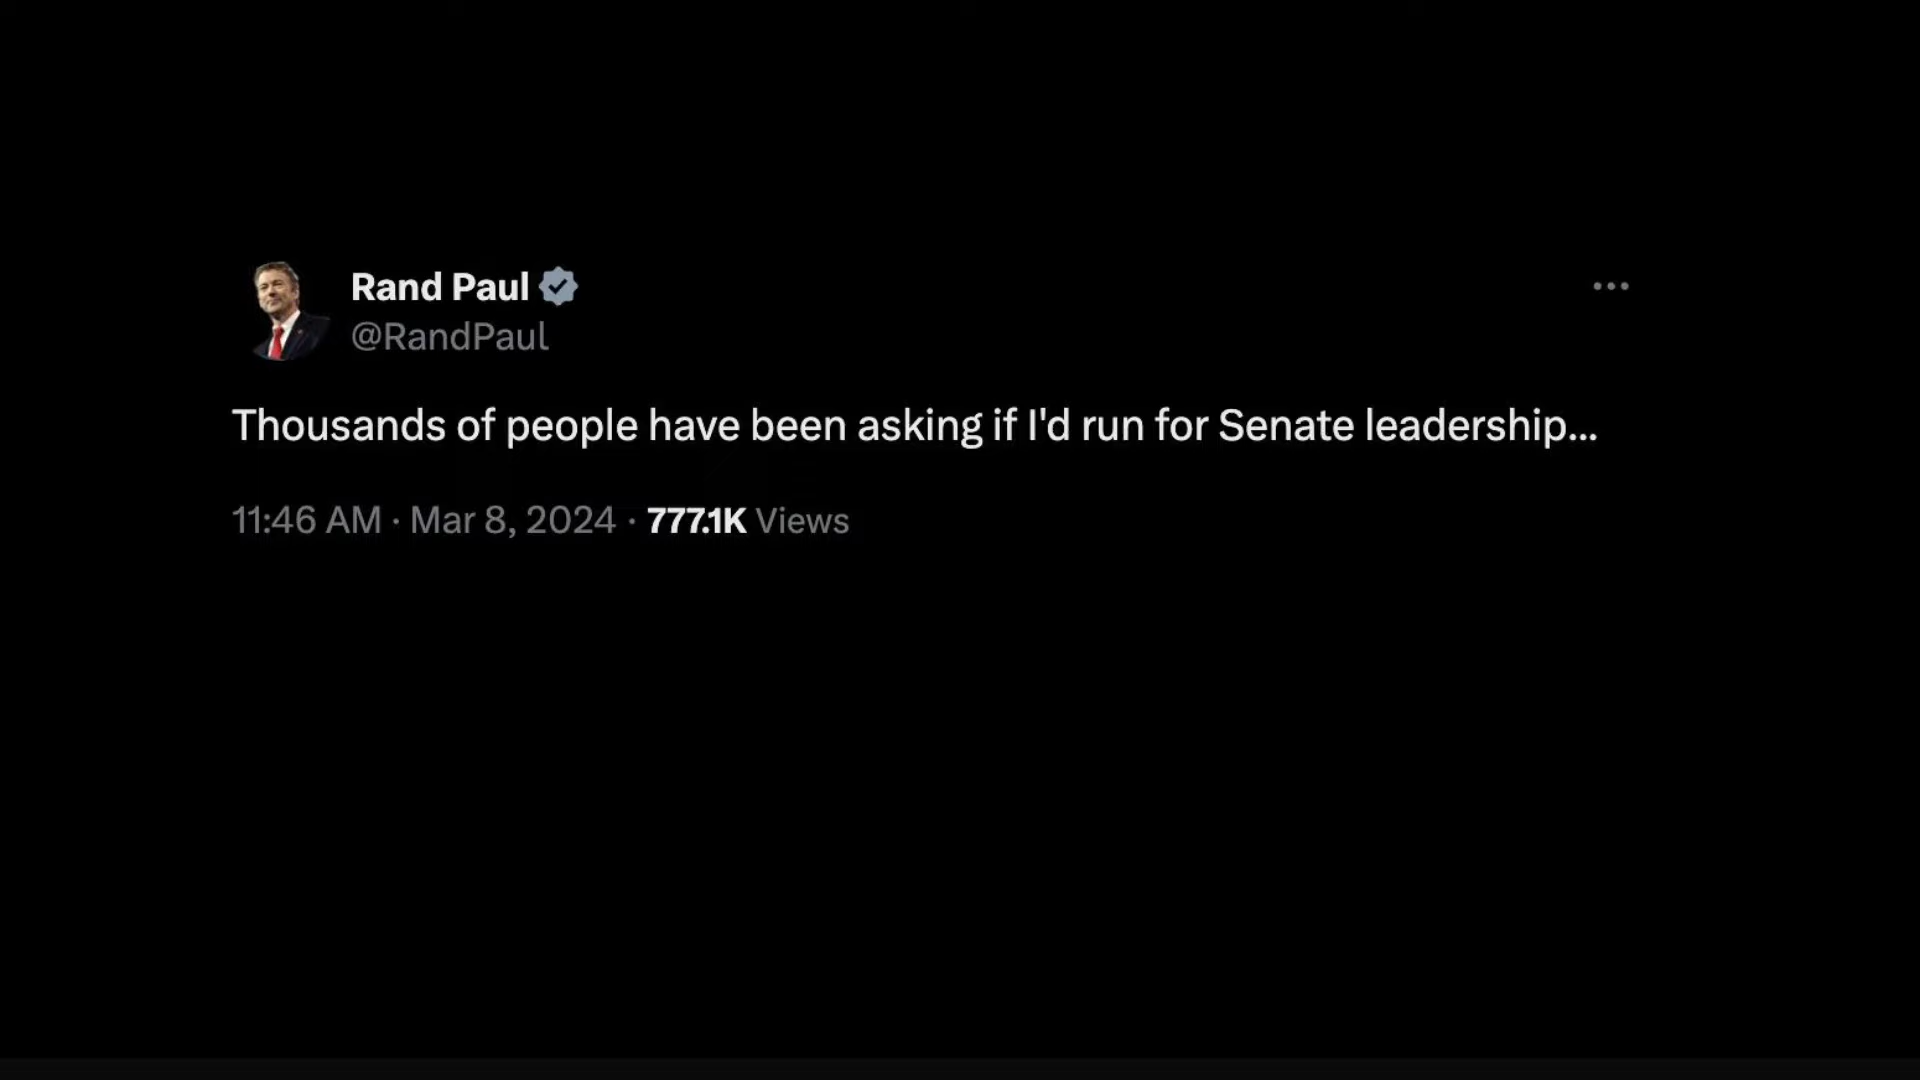 Rand Paul
@RandPaul
Thousands of people have been asking if I'd run for Senate leadership...
11:46 AM · Mar 8, 2024 · 777.1K Views